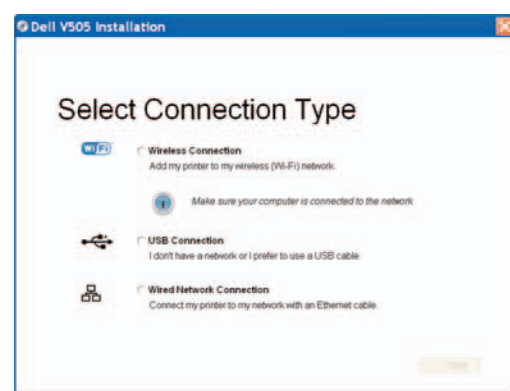 Dell V505 Installation
Select Connection Type
Wi Fi
Wireless Connection
Add my printer to my wireless (Wi-Fi) network.
Make sure your computer is connected to the network
USB Connection
I don't have a network or I prefer to use a USB cable.
Wired Network Connection
Connect my printer to my network with an Ethernet cable.